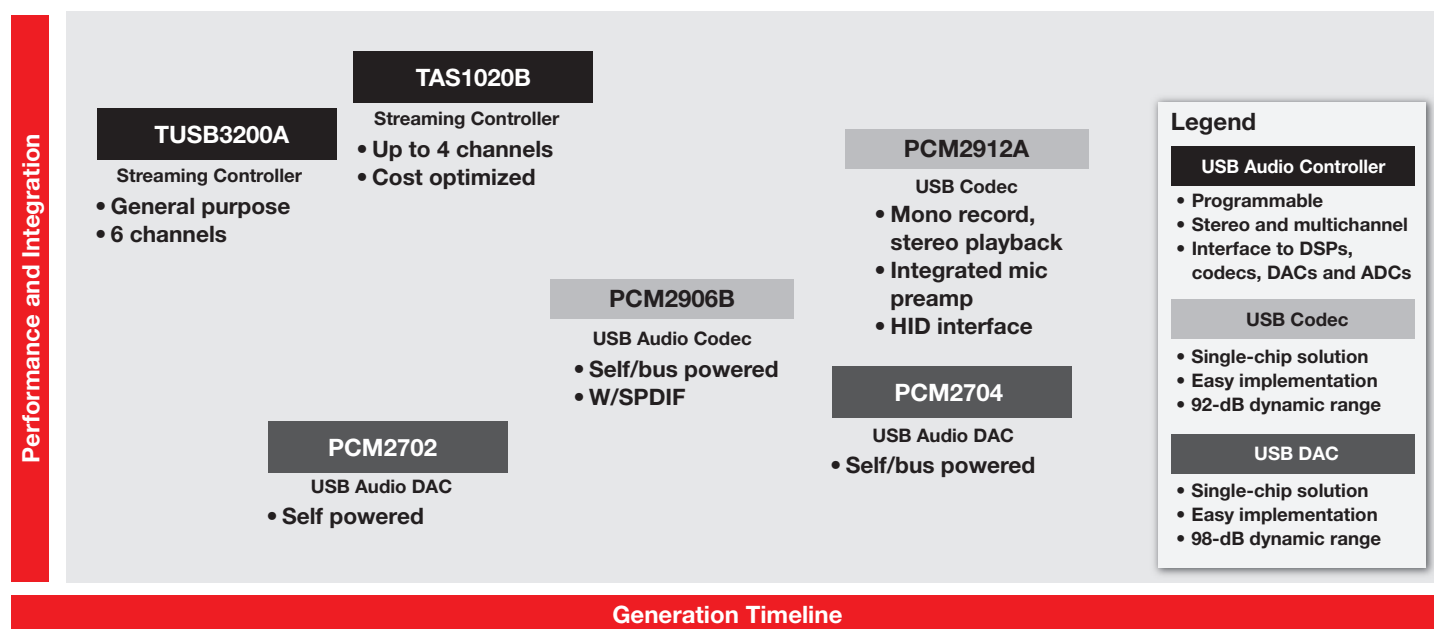 Performance and Integration
TAS1020B
Streaming Controller
• Up to 4 channels
• Cost optimized
TUSB3200A
Streaming Controller
• General purpose
• 6 channels
PCM2912A
USB Codec
• Mono record,
stereo playback
• Integrated mic
preamp
• HID interface
PCM2906B
USB Audio Codec
• Self/bus powered
• W/SPDIF
PCM2704
USB Audio DAC
• Self/bus powered
PCM2702
USB Audio DAC
• Self powered
Legend
USB Audio Controller
• Programmable
• Stereo and multichannel
• Interface to DSPs,
codecs, DACs and ADCs
USB Codec
• Single-chip solution
• Easy implementation
• 92-dB dynamic range
USB DAC
• Single-chip solution
• Easy implementation
• 98-dB dynamic range
Generation Timeline